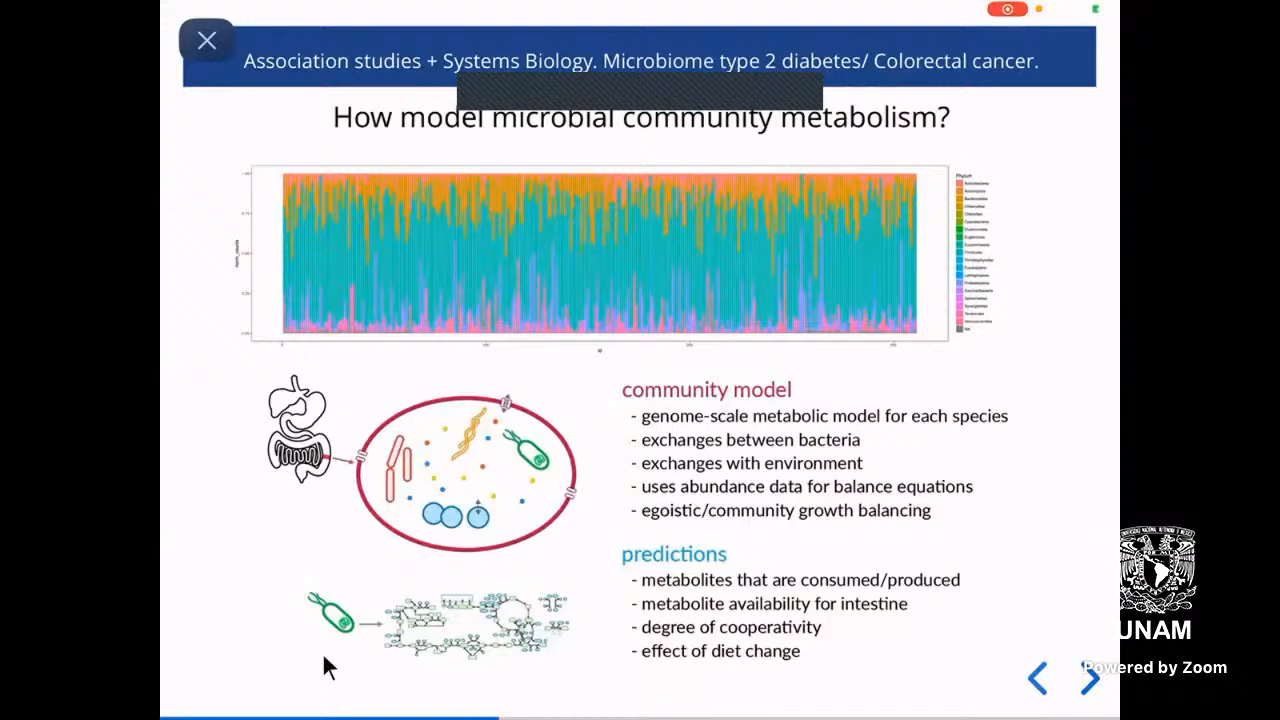 Association studies + Systems Biology. Microbiome type 2 diabetes/ Colorectal cancer.
How model microbial community metabolism?
Phylum
community model
- genome-scale metabolic model for each species
- exchanges between bacteria
- exchanges with environment
- uses abundance data for balance equations
- egoistic/community growth balancing
predictions
- metabolites that are consumed/produced
- metabolite availability for intestine
- degree of cooperativity
- effect of diet change
UNAM
Powered by Zoom